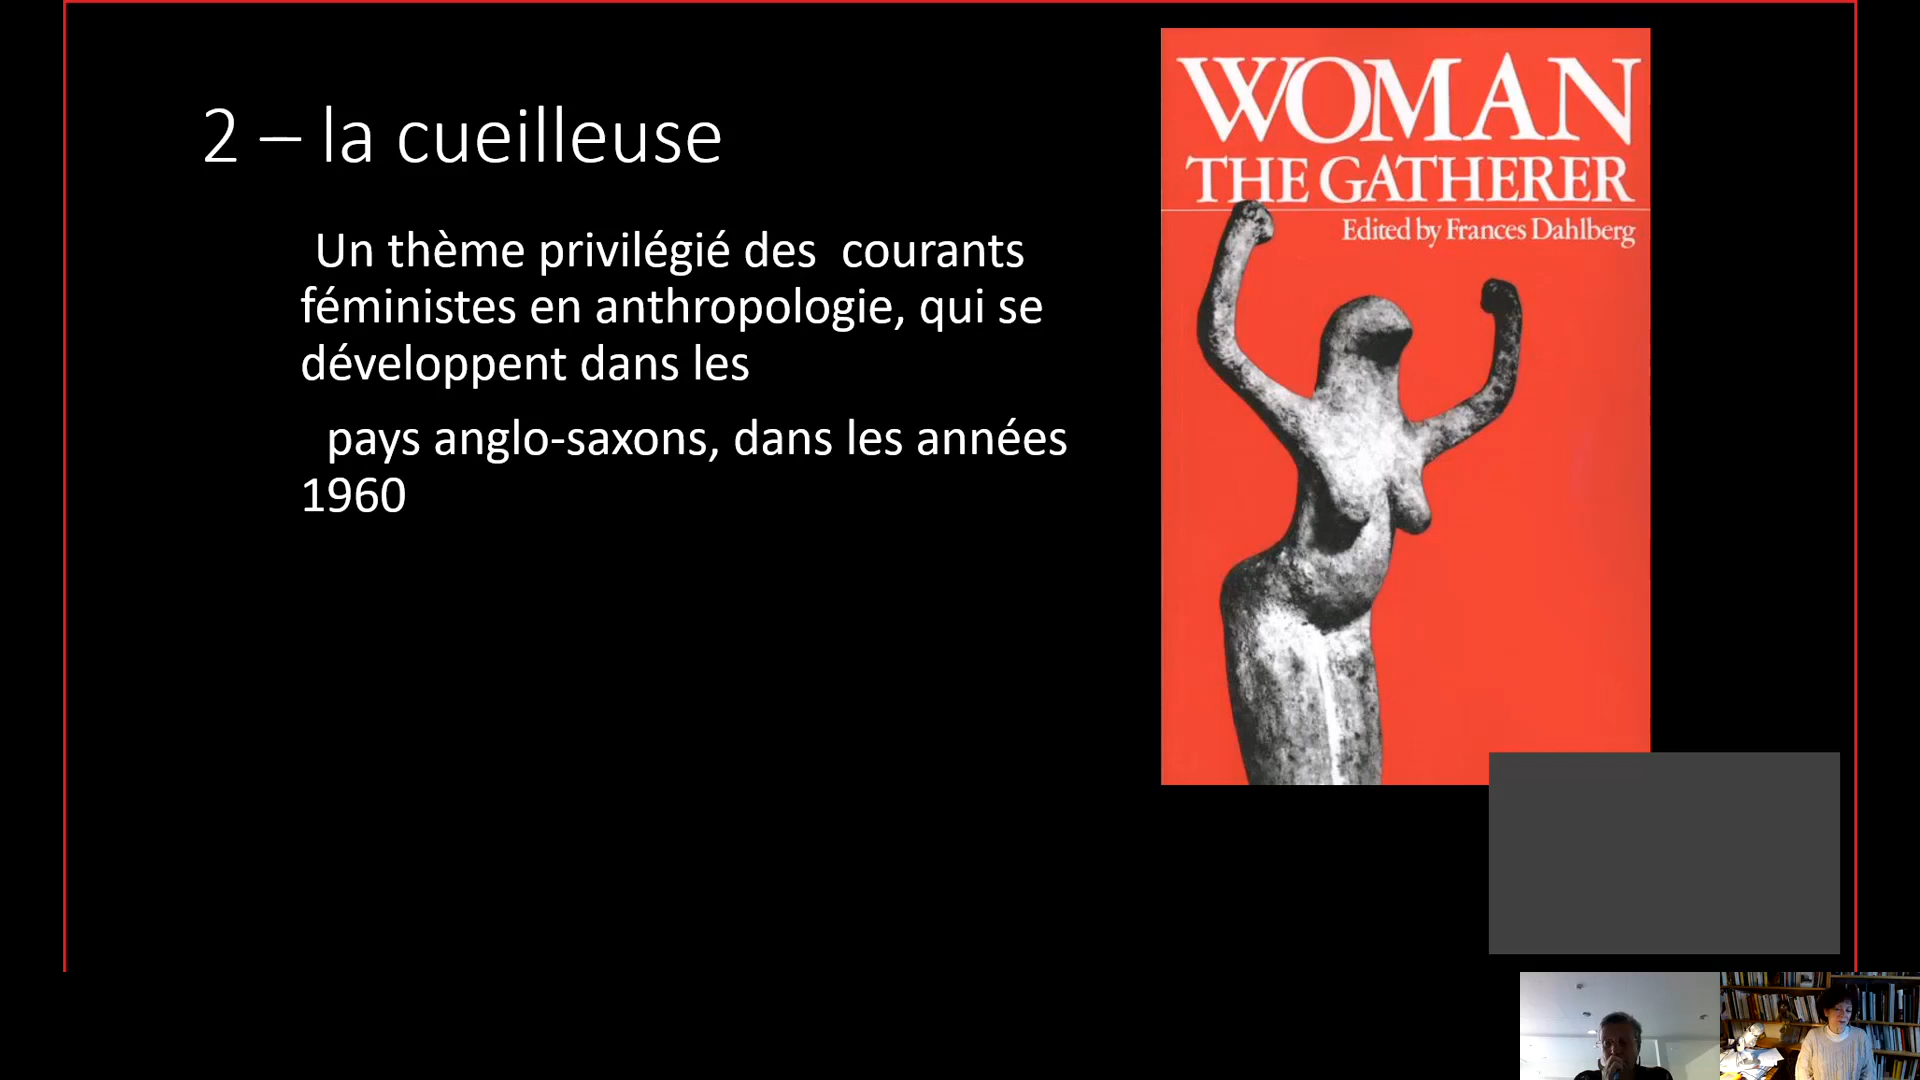 2 – la cueilleuse
Un thème privilégié des courants
féministes en anthropologie, qui se
développent dans les
pays anglo-saxons, dans les années
1960
WOMAN
THE GATHERER
Edited by Frances Dahlberg